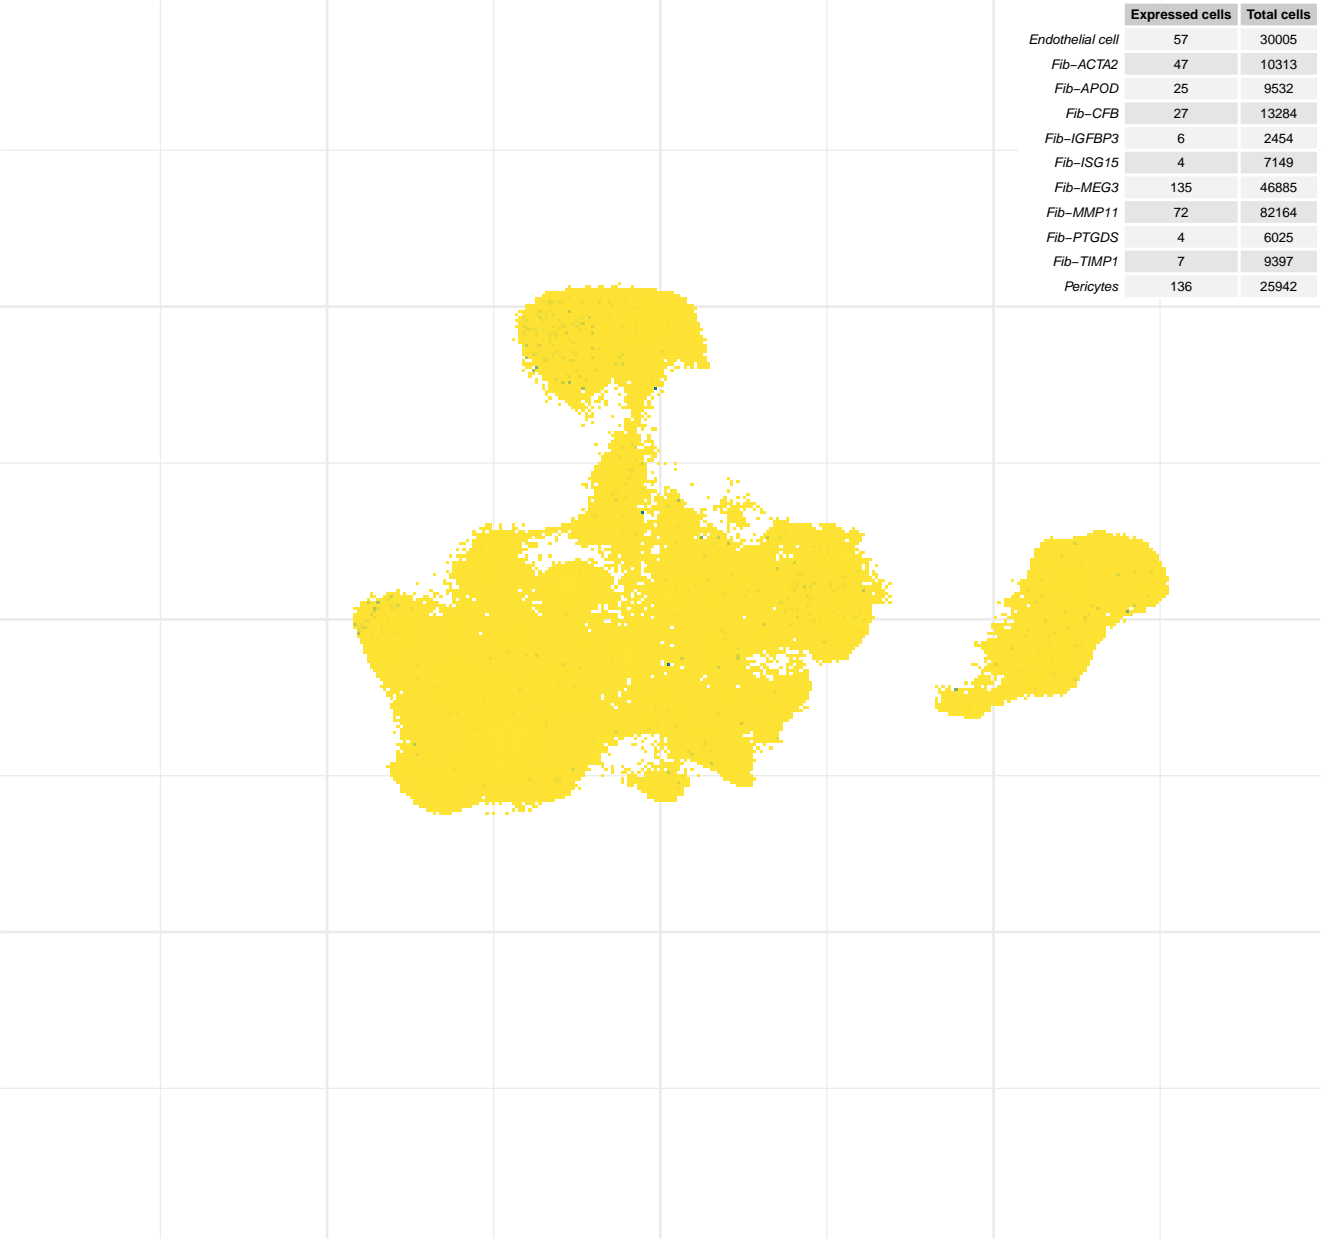 Expressed cells Total cells
Endothelial cell 57 30005
Fib−ACTA2 47 10313
Fib−APOD 25 9532
Fib−CFB 27 13284
Fib−IGFBP3 6 2454
Fib−ISG15 4 7149
Fib−MEG3 135 46885
Fib−MMP11 72 82164
Fib−PTGDS 4 6025
Fib−TIMP1 7 9397
Pericytes 136 25942